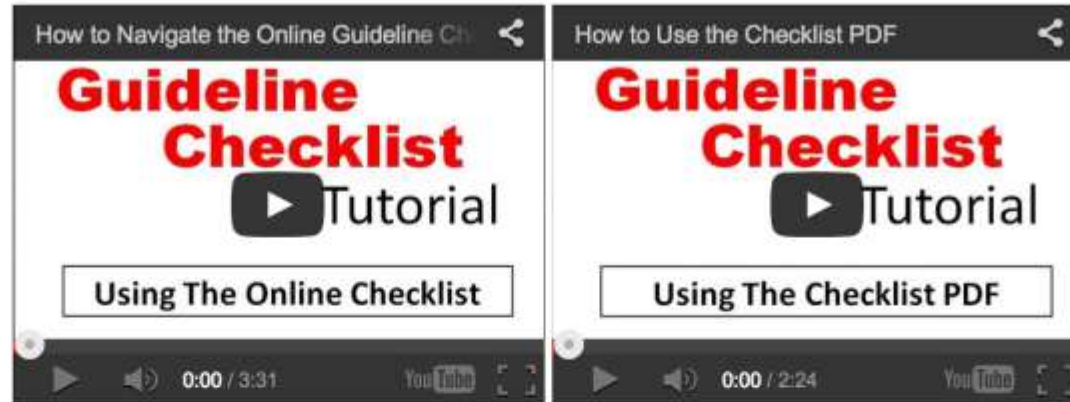 How to Navigate the Online Guideline
Guideline
Checklist
Tutorial
Using The Online Checklist
0:00 / 3:31
YouTube
How to Use the Checklist PDF
Guideline
Checklist
Tutorial
Using The Checklist PDF
0:00 / 2:24
YouTube